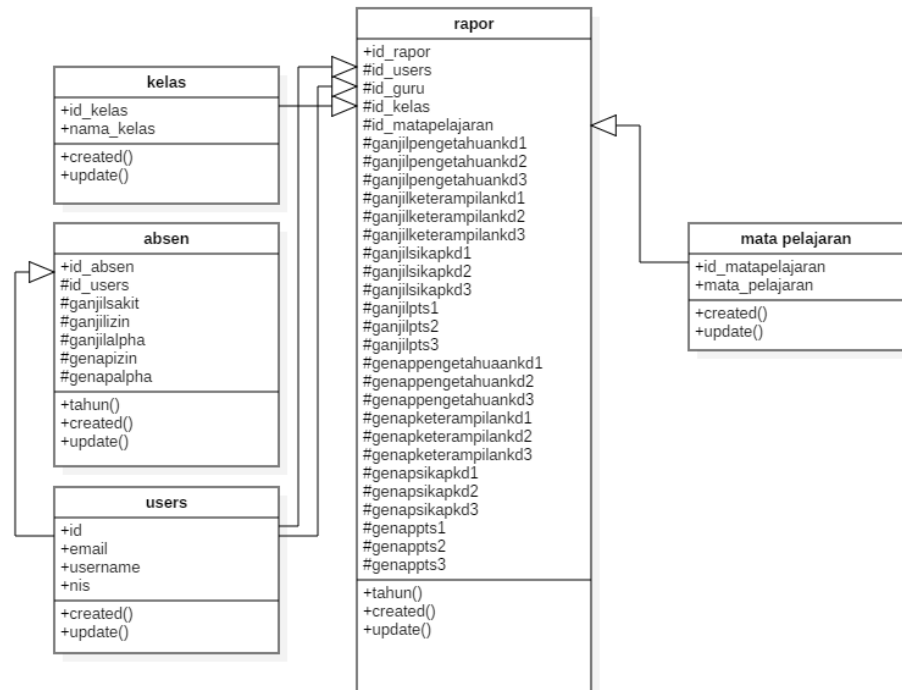 kelas
+id_kelas
+nama_kelas
+created()
+update()
absen
+id_absen
#id_users
#ganjilsakit
#ganjilizin
#ganjilalpha
#genapizin
#genapalpha
+tahun()
+created()
+update()
users
+id
+email
+username
+nis
+created()
+update()
rapor
+id_rapor
#id_users
#id_guru
#id_kelas
#id_matapelajaran
#ganjilpengetahuankd1
#ganjilpengetahuankd2
#ganjilpengetahuankd3
#ganjilketerampilankd1
#ganjilketerampilankd2
#ganjilketerampilankd3
#ganjilsikapkd1
#ganjilsikapkd2
#ganjilsikapkd3
#ganjilpts1
#ganjilpts2
#ganjilpts3
#genappengetahuaankd1
#genappengetahuankd2
#genappengetahuankd3
#genapketerampilankd1
#genapketerampilankd2
#genapketerampilankd3
#genapsikapkd1
#genapsikapkd2
#genapsikapkd3
#genappts1
#genappts2
#genappts3
+tahun()
+created()
+update()
mata pelajaran
+id_matapelajaran
+mata_pelajaran
+created()
+update()